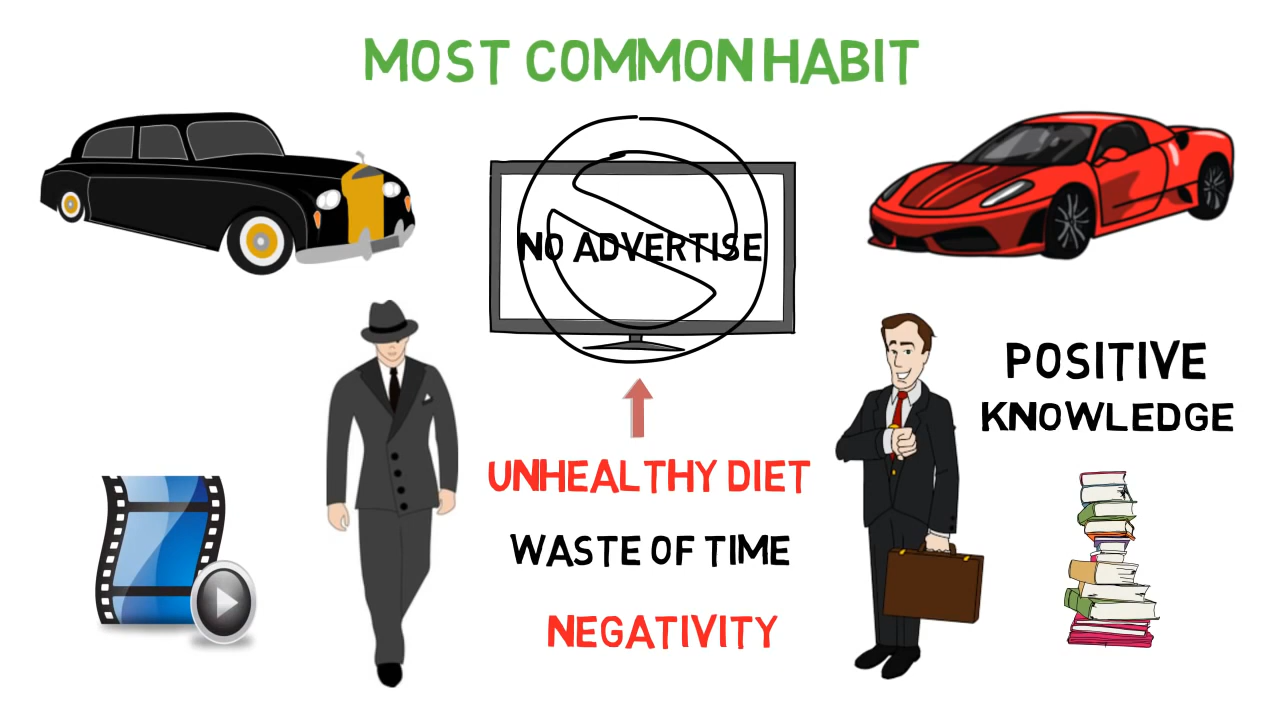 MOST COMMON HABIT
NO ADVERTISE
POSITIVE
KNOWLEDGE
UNHEALTHY DIET
WASTE OF TIME
NEGATIVITY